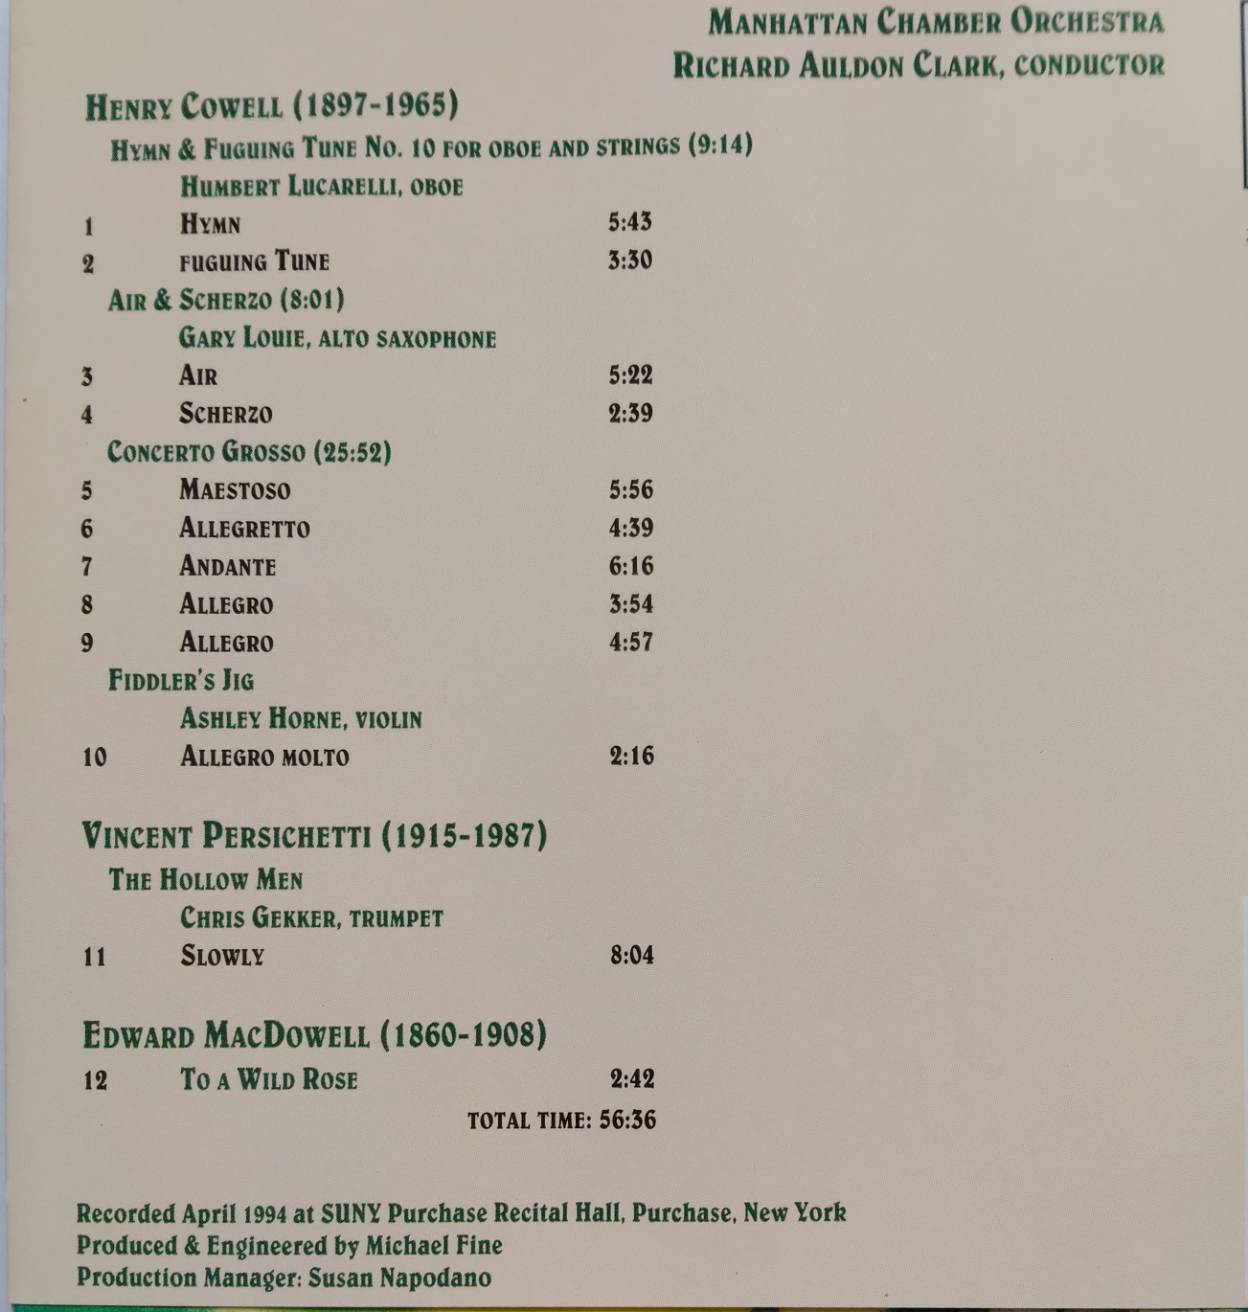 Manhattan Chamber Orchestra
Richard Auldon Clark, conductor
Henry Cowell (1897-1965)
Hymn & Fuguing Tune No. 10 for oboe and strings (9:14)
Humbert Lucarelli, oboe
1 Hymn 5:43
2 fuguing Tune 3:30
Air & Scherzo (8:01)
Gary Louie, alto saxophone
3 Air 5:22
4 Scherzo 2:39
Concerto Grosso (25:52)
5 Maestoso 5:56
6 Allegretto 4:39
7 Andante 6:16
8 Allegro 3:54
9 Allegro 4:57
Fiddler's Jig
Ashley Horne, violin
10 Allegro molto 2:16
Vincent Persichetti (1915-1987)
The Hollow Men
Chris Gekker, trumpet
11 Slowly 8:04
Edward MacDowell (1860-1908)
12 To a Wild Rose 2:42
total time: 56:36
Recorded April 1994 at SUNY Purchase Recital Hall, Purchase, New York
Produced & Engineered by Michael Fine
Production Manager: Susan Napodano